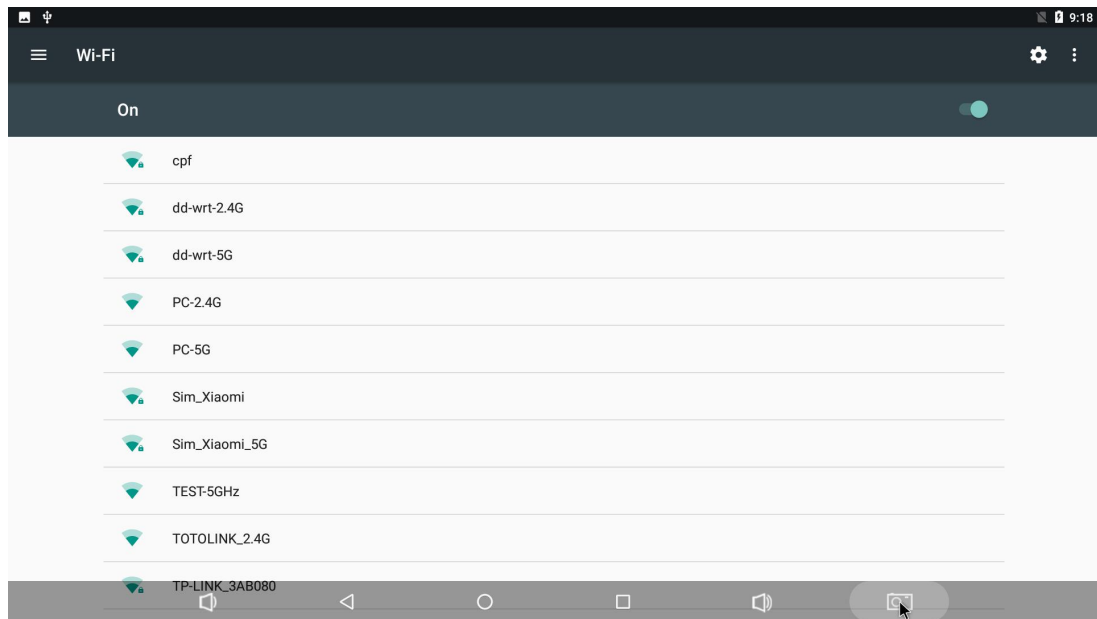 9:18
Wi-Fi
On
cpf
dd-wrt-2.4G
dd-wrt-5G
PC-2.4G
PC-5G
Sim_Xiaomi
Sim_Xiaomi_5G
TEST-5GHz
TOTOLINK_2.4G
TP-LINK_3AB080